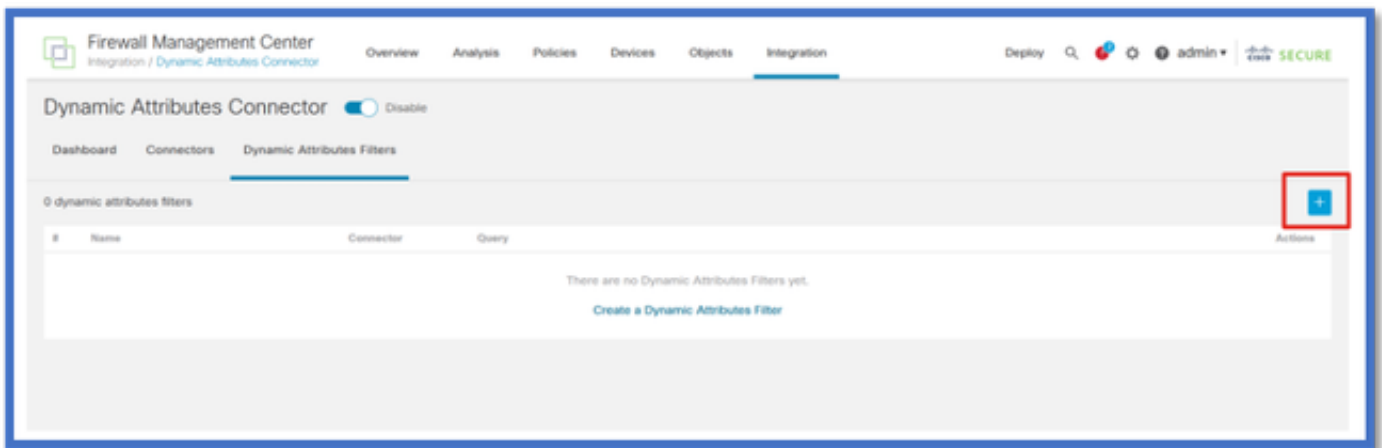 Firewall Management Center
Integration / Dynamic Attributes Connector
Overview Analysis Policies Devices Objects Integration Deploy admin cisco SECURE
Dynamic Attributes Connector Disable
Dashboard Connectors Dynamic Attributes Filters
0 dynamic attributes filters
+
# Name Connector Query Actions
There are no Dynamic Attributes Filters yet.
Create a Dynamic Attributes Filter